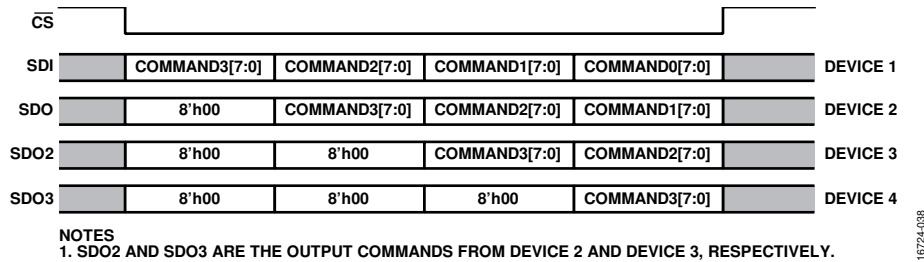 CS
SDI COMMAND3[7:0] COMMAND2[7:0] COMMAND1[7:0] COMMAND0[7:0] DEVICE 1
SDO 8'h00 COMMAND3[7:0] COMMAND2[7:0] COMMAND1[7:0] DEVICE 2
SDO2 8'h00 8'h00 COMMAND3[7:0] COMMAND2[7:0] DEVICE 3
SDO3 8'h00 8'h00 8'h00 COMMAND3[7:0] DEVICE 4
NOTES
1. SDO2 AND SDO3 ARE THE OUTPUT COMMANDS FROM DEVICE 2 AND DEVICE 3, RESPECTIVELY.
16724-038